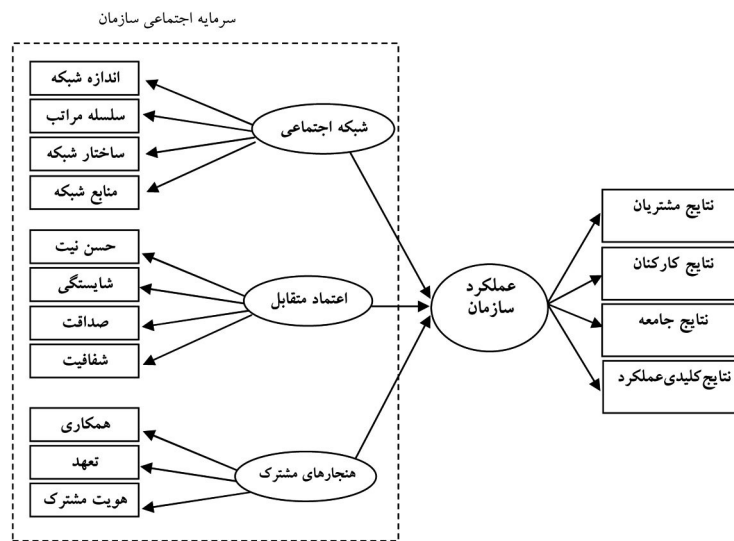 سرمایه اجتماعی سازمان
اندازه شبکه
سلسله مراتب
ساختار شبکه
منابع شبکه
شبکه اجتماعی
حسن نیت
شایستگی
صداقت
شفافیت
اعتماد متقابل
همکاری
تعهد
هویت مشترک
هنجارهای مشترک
عملکرد
سازمان
نتایج مشتریان
نتایج کارکنان
نتایج جامعه
نتایج کلیدی عملکرد